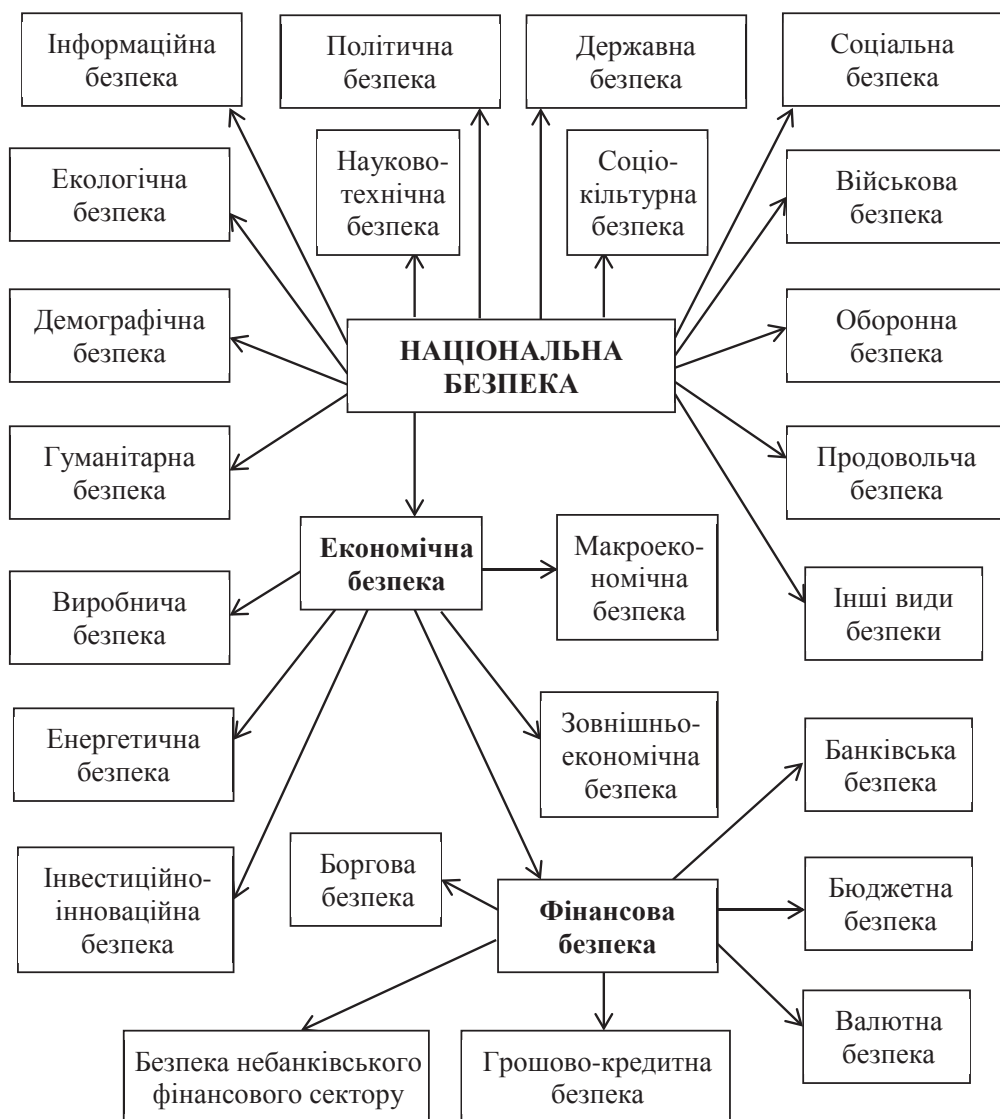 Інформаційна
безпека
Політична
безпека
Державна
безпека
Соціальна
безпека
Екологічна
безпека
Науково-
технічна
безпека
Соціо-
кільтурна
безпека
Військова
безпека
Демографічна
безпека
НАЦІОНАЛЬНА
БЕЗПЕКА
Оборонна
безпека
Гуманітарна
безпека
Продовольча
безпека
Економічна
безпека
Макроеко-
номічна
безпека
Виробнича
безпека
Інші види
безпеки
Енергетична
безпека
Зовнішньо-
економічна
безпека
Банківська
безпека
Інвестиційно-
інноваційна
безпека
Боргова
безпека
Фінансова
безпека
Бюджетна
безпека
Безпека небанківського
фінансового сектору
Грошово-кредитна
безпека
Валютна
безпека